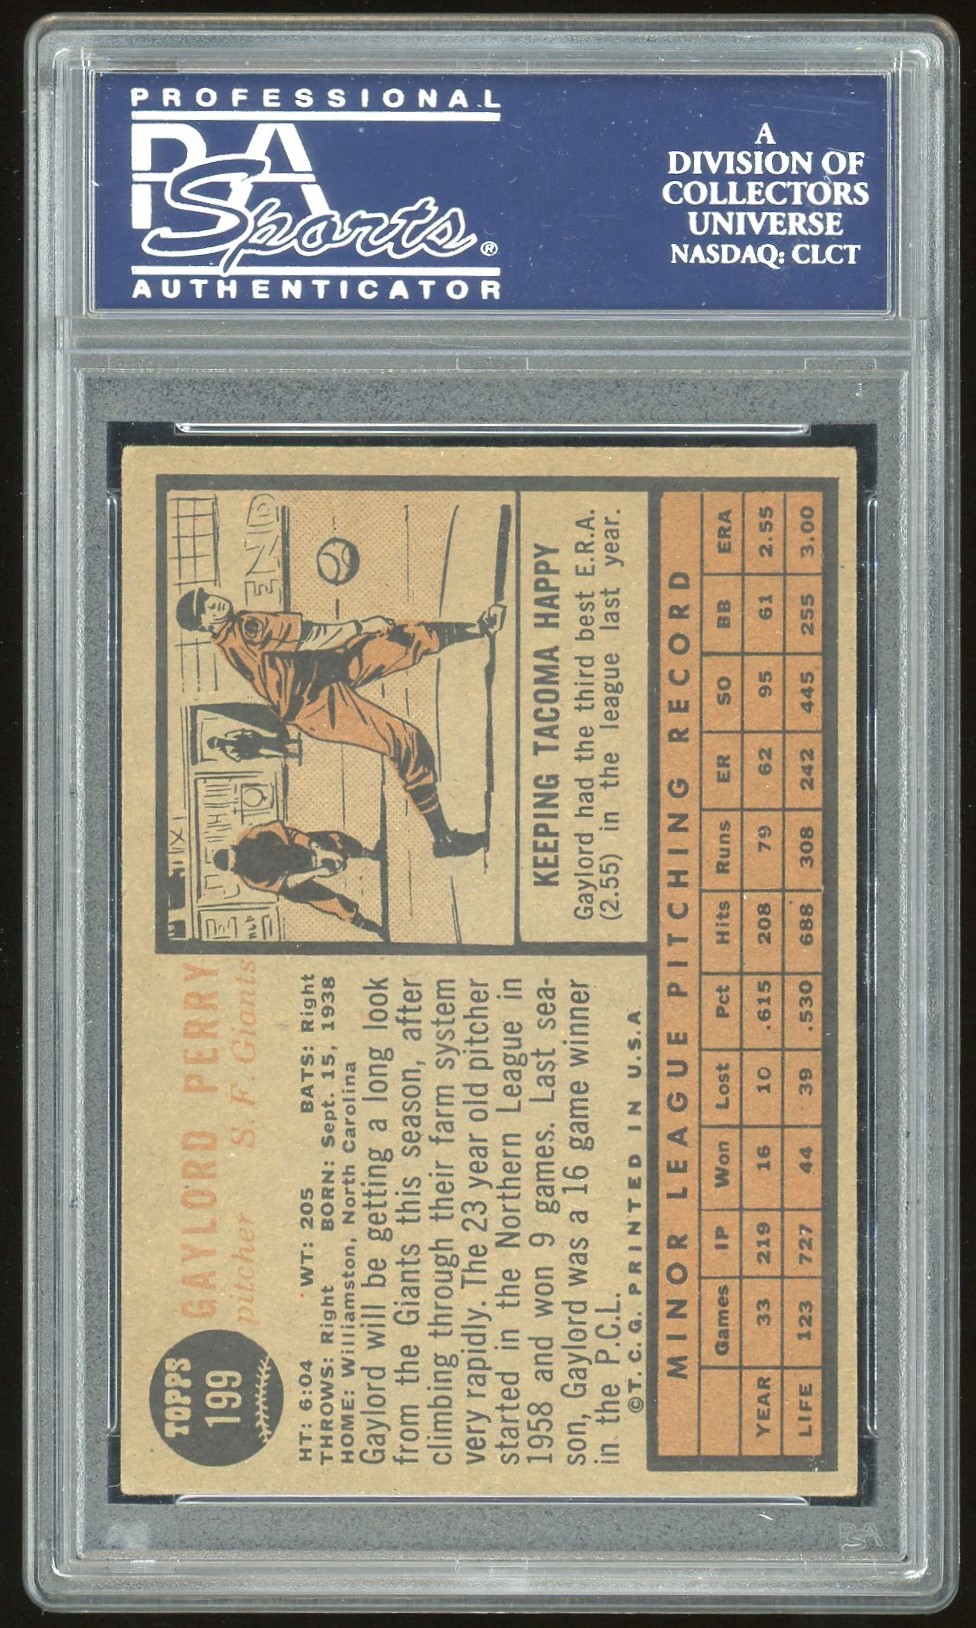 PROFESSIONAL
PSA
Sports®
AUTHENTICATOR
A
DIVISION OF
COLLECTORS
UNIVERSE
NASDAQ: CLCT
TOPPS
199
GAYLORD PERRY
pitcher S. F. Giants
HT: 6:04 WT: 205 BATS: Right
THROWS: Right BORN: Sept. 15, 1938
HOME: Williamston, North Carolina
Gaylord will be getting a long look
from the Giants this season, after
climbing through their farm system
very rapidly. The 23 year old pitcher
started in the Northern League in
1958 and won 9 games. Last sea-
son, Gaylord was a 16 game winner
in the P.C.L.
©T. C. G. PRINTED IN U. S. A
END
KEEPING TACOMA HAPPY
Gaylord had the third best E.R.A.
(2.55) in the league last year.
MINOR LEAGUE PITCHING RECORD
Games IP Won Lost Pct Hits Runs ER SO BB ERA
YEAR 33 219 16 10 .615 208 79 62 95 61 2.55
LIFE 123 727 44 39 .530 688 308 242 445 255 3.00